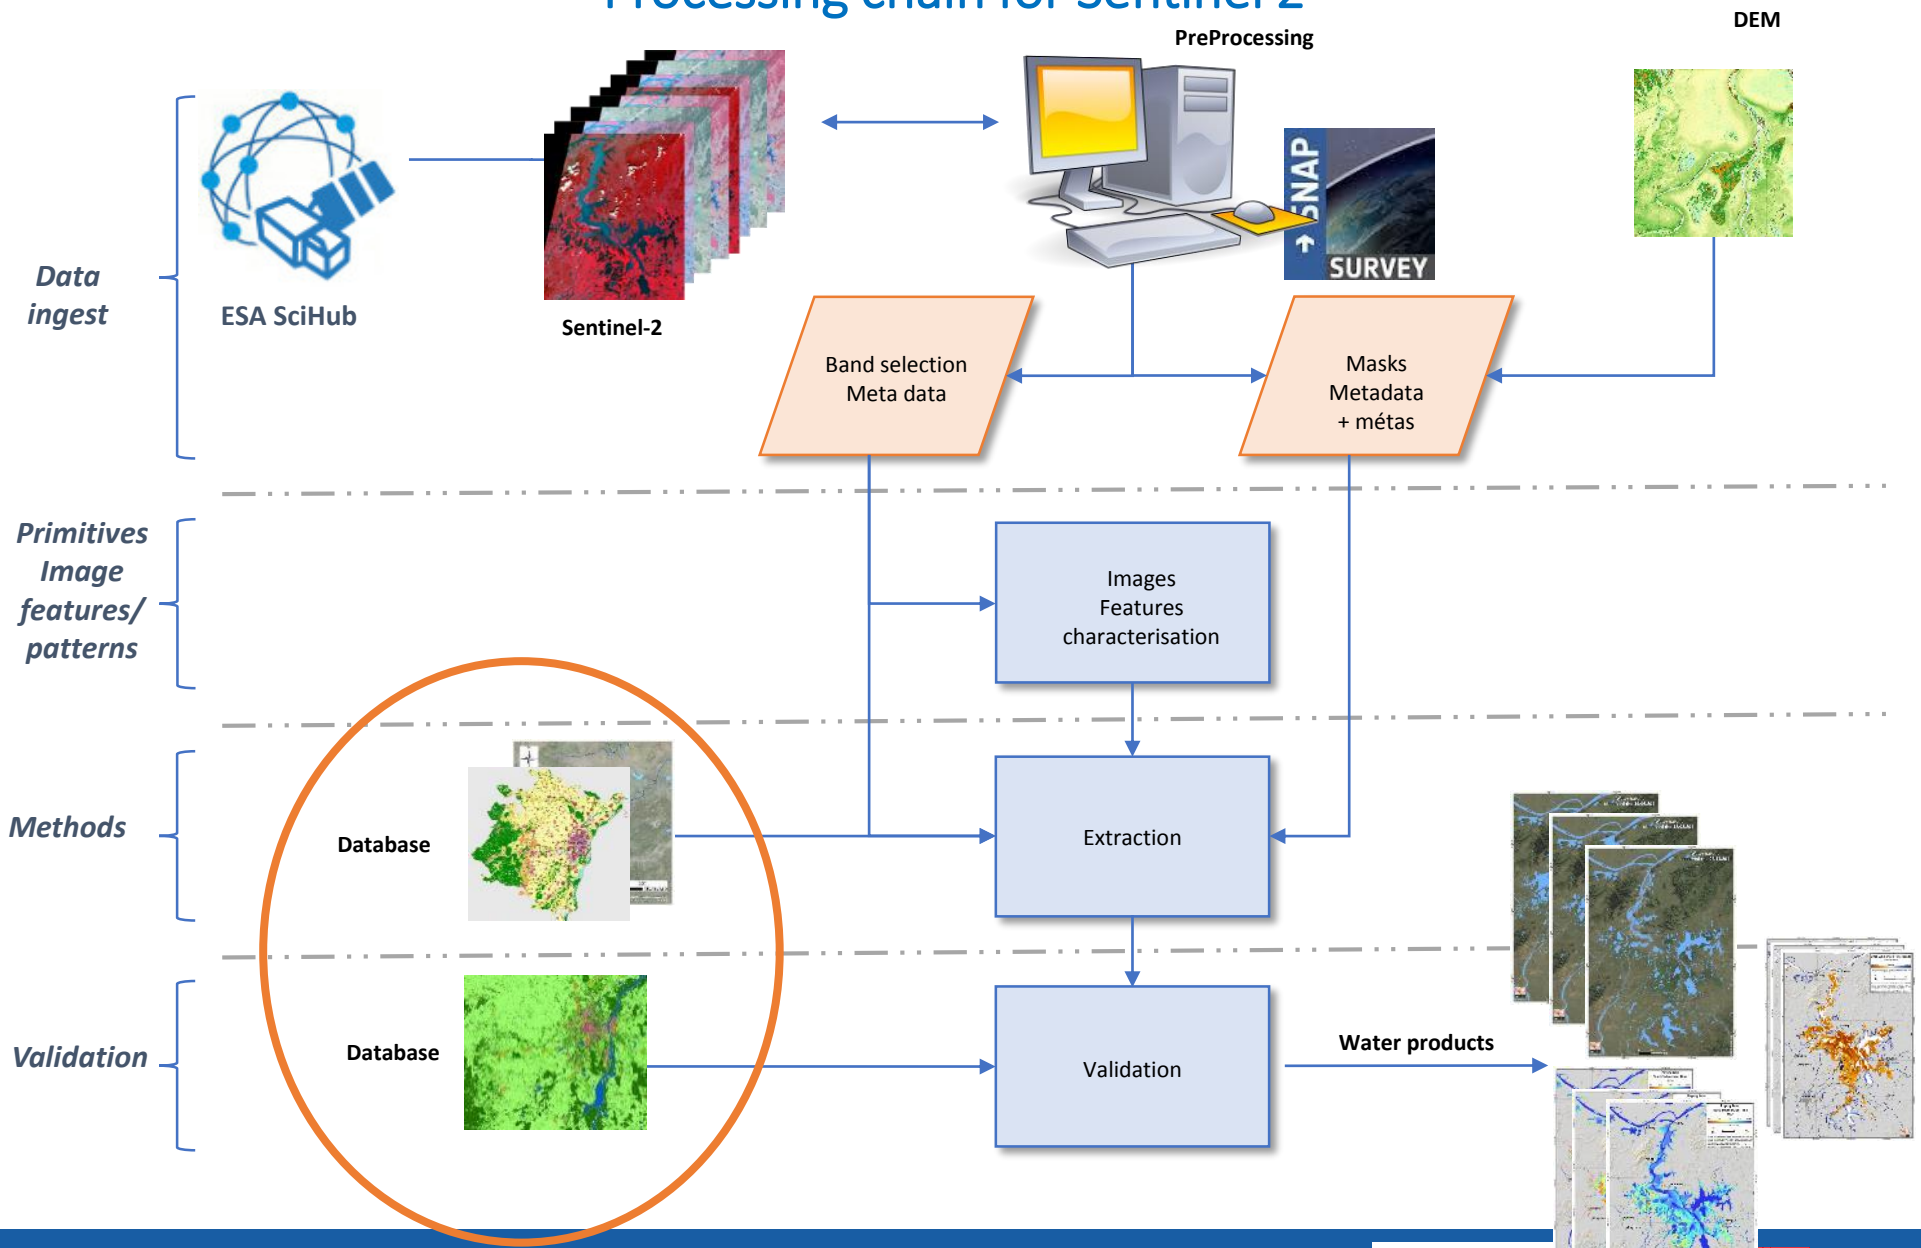 Processing chain for Sentinel 2
DEM
PreProcessing
SNAP
SURVEY
Data
ingest
ESA SciHub
Sentinel-2
Band selection
Meta data
Masks
Metadata
+ métas
Primitives
Image
features/
patterns
Images
Features
characterisation
Methods
Database
Extraction
Validation
Database
Validation
Water products